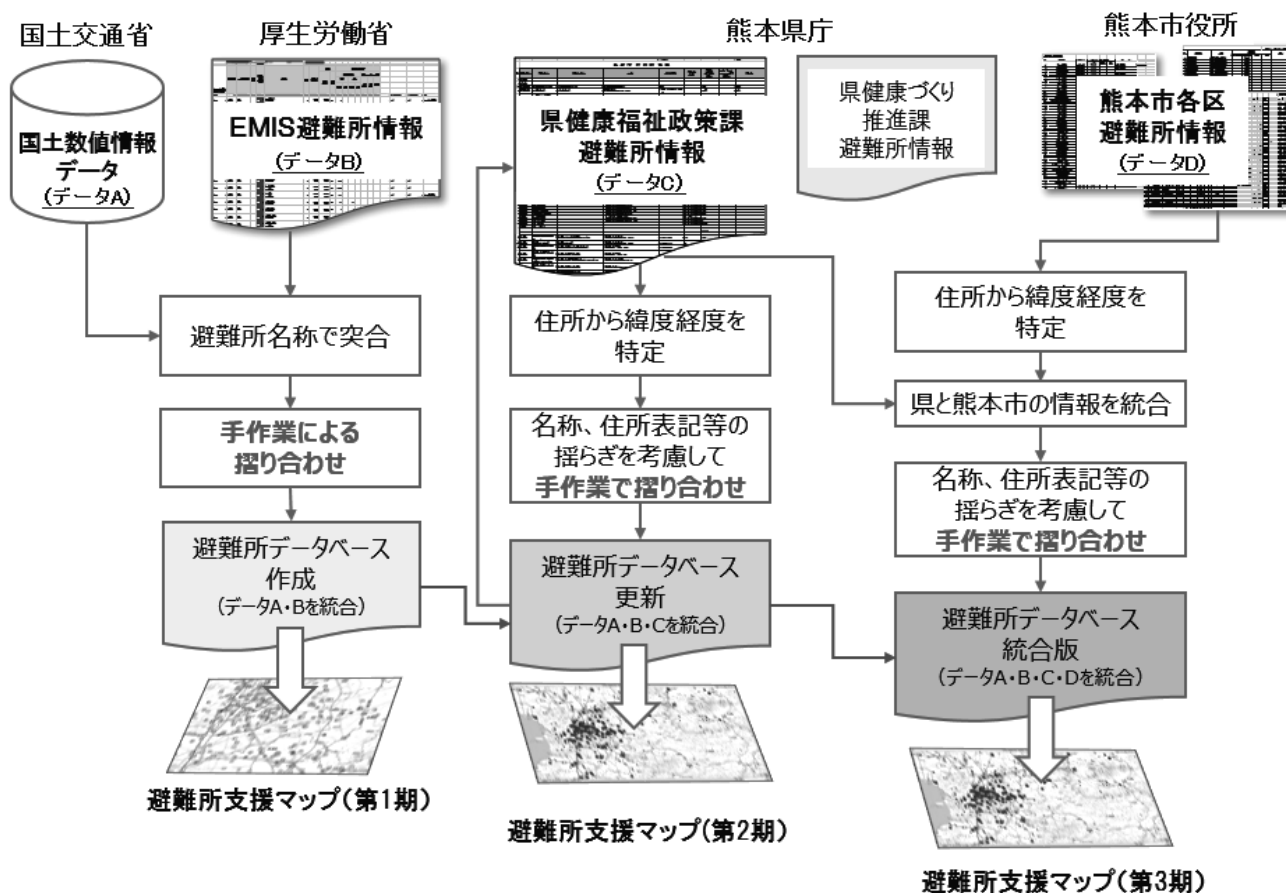 国土交通省
国土数値情報
データ
(データA)
厚生労働省
EMIS避難所情報
(データB)
熊本県庁
県健康福祉政策課
避難所情報
(データC)
県健康づくり
推進課
避難所情報
熊本市役所
熊本市各区
避難所情報
(データD)
避難所名称で突合
手作業による
摺り合わせ
避難所データベース
作成
(データA・Bを統合)
避難所支援マップ(第1期)
住所から緯度経度を
特定
名称、住所表記等の
揺らぎを考慮して
手作業で摺り合わせ
避難所データベース
更新
(データA・B・Cを統合)
避難所支援マップ(第2期)
住所から緯度経度を
特定
県と熊本市の情報を統合
名称、住所表記等の
揺らぎを考慮して
手作業で摺り合わせ
避難所データベース
統合版
(データA・B・C・Dを統合)
避難所支援マップ(第3期)